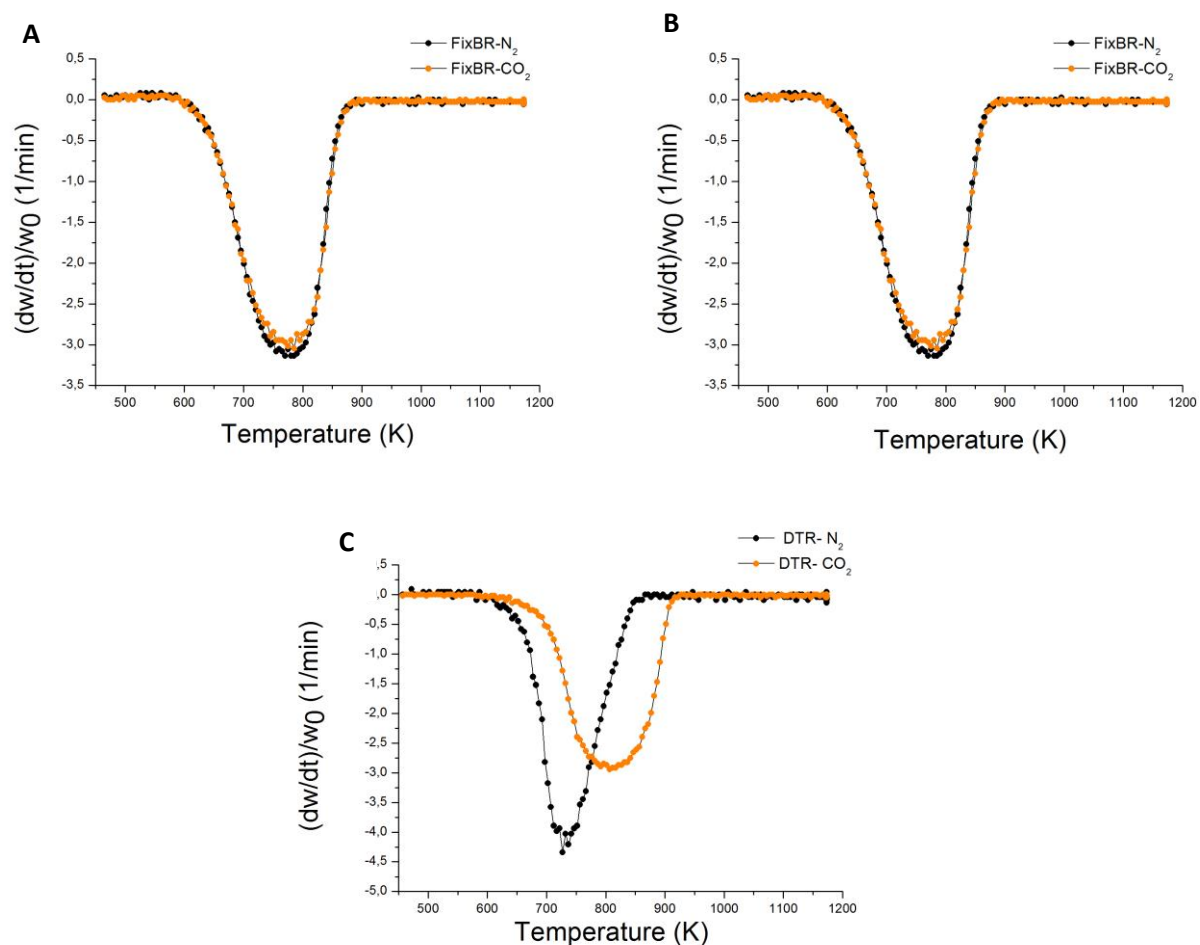 A
FixBR-N₂
FixBR-CO₂
0,5
0,0
-0,5
-1,0
-1,5
-2,0
-2,5
-3,0
-3,5
(dw/dt)/w0 (1/min)
500 600 700 800 900 1000 1100 1200
Temperature (K)
B
FixBR-N₂
FixBR-CO₂
0,5
0,0
-0,5
-1,0
-1,5
-2,0
-2,5
-3,0
-3,5
(dw/dt)/w0 (1/min)
500 600 700 800 900 1000 1100 1200
Temperature (K)
C
DTR- N₂
DTR- CO₂
,5
,0
-0,5
-1,0
-1,5
-2,0
-2,5
-3,0
-3,5
-4,0
-4,5
-5,0
(dw/dt)/w0 (1/min)
500 600 700 800 900 1000 1100 1200
Temperature (K)